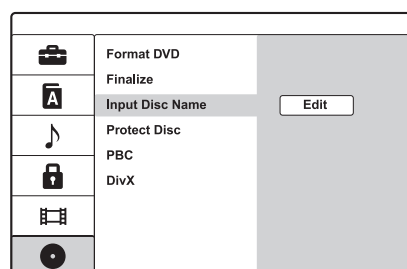 A
Format DVD
Finalize
Input Disc Name
Edit
Protect Disc
PBC
DivX